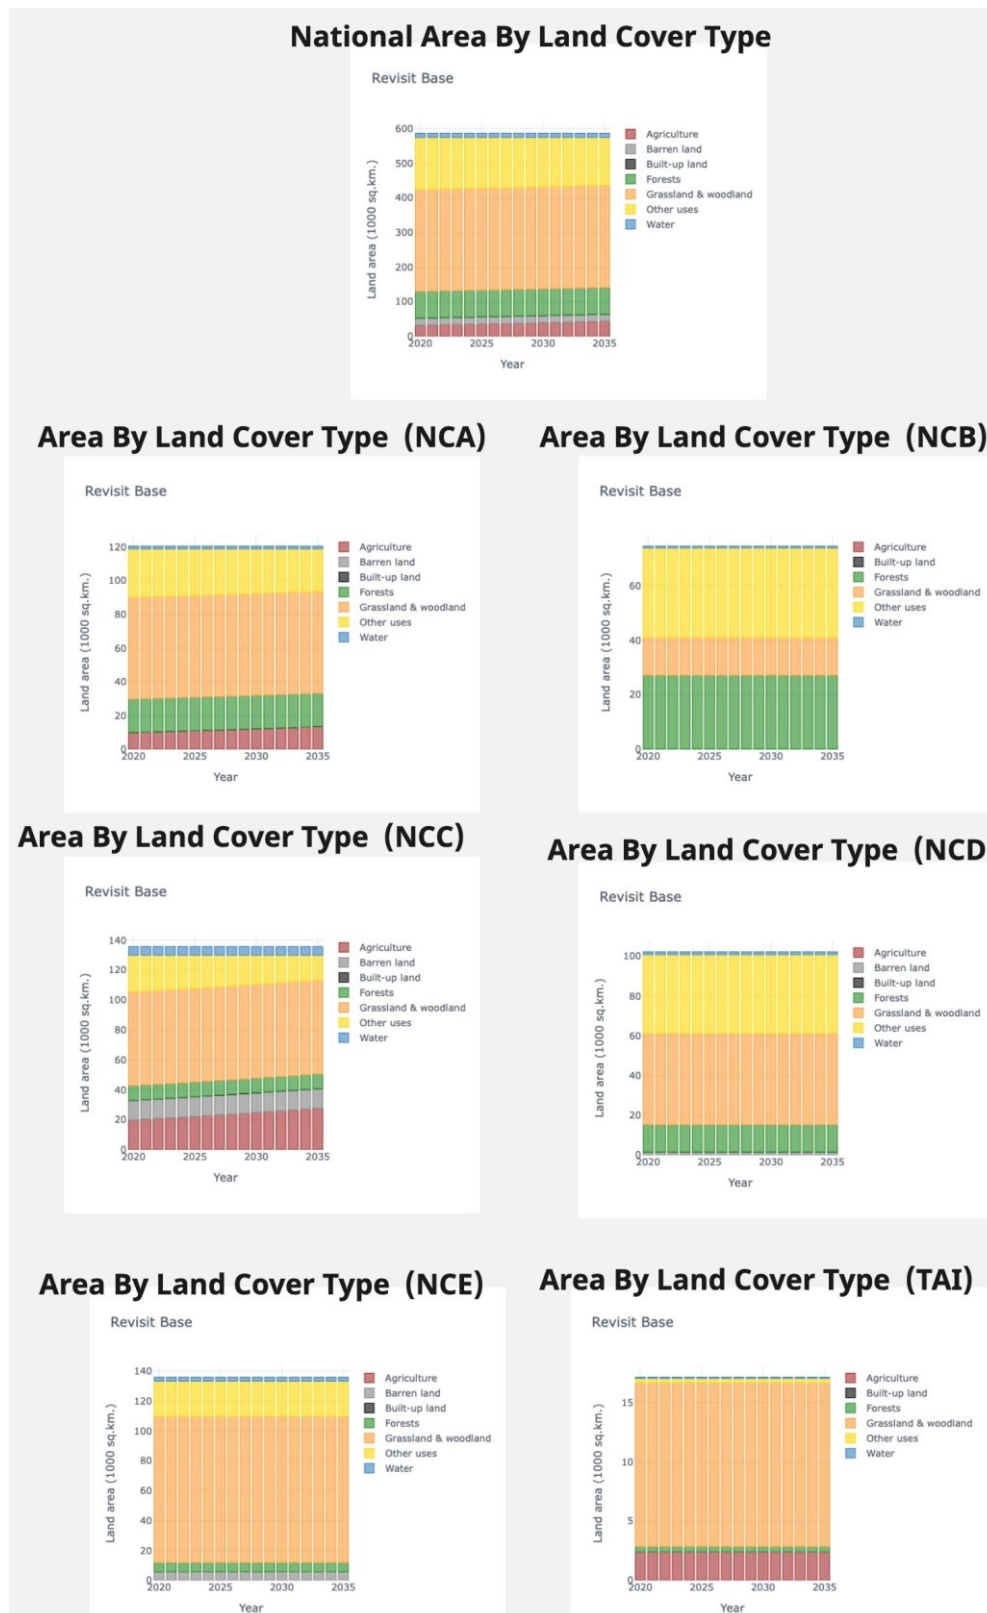 National Area By Land Cover Type
Revisit Base
Land area (1000 sq.km.)
600
500
400
300
200
100
0
2020
2025
2030
2035
Year
Agriculture
Barren land
Built-up land
Forests
Grassland & woodland
Other uses
Water
Area By Land Cover Type (NCA)
Revisit Base
Land area (1000 sq.km.)
120
100
80
60
40
20
0
2020
2025
2030
2035
Year
Agriculture
Barren land
Built-up land
Forests
Grassland & woodland
Other uses
Water
Area By Land Cover Type (NCB)
Revisit Base
Land area (1000 sq.km.)
60
40
20
0
2020
2025
2030
2035
Year
Agriculture
Built-up land
Forests
Grassland & woodland
Other uses
Water
Area By Land Cover Type (NCC)
Revisit Base
Land area (1000 sq.km.)
140
120
100
80
60
40
20
0
2020
2025
2030
2035
Year
Agriculture
Barren land
Built-up land
Forests
Grassland & woodland
Other uses
Water
Area By Land Cover Type (NCD
Revisit Base
Land area (1000 sq.km.)
100
80
60
40
20
0
2020
2025
2030
2035
Year
Agriculture
Barren land
Built-up land
Forests
Grassland & woodland
Other uses
Water
Area By Land Cover Type (NCE)
Revisit Base
Land area (1000 sq.km.)
140
120
100
80
60
40
20
0
2020
2025
2030
2035
Year
Agriculture
Barren land
Built-up land
Forests
Grassland & woodland
Other uses
Water
Area By Land Cover Type (TAI)
Revisit Base
Land area (1000 sq.km.)
15
10
5
0
2020
2025
2030
2035
Year
Agriculture
Built-up land
Forests
Grassland & woodland
Other uses
Water